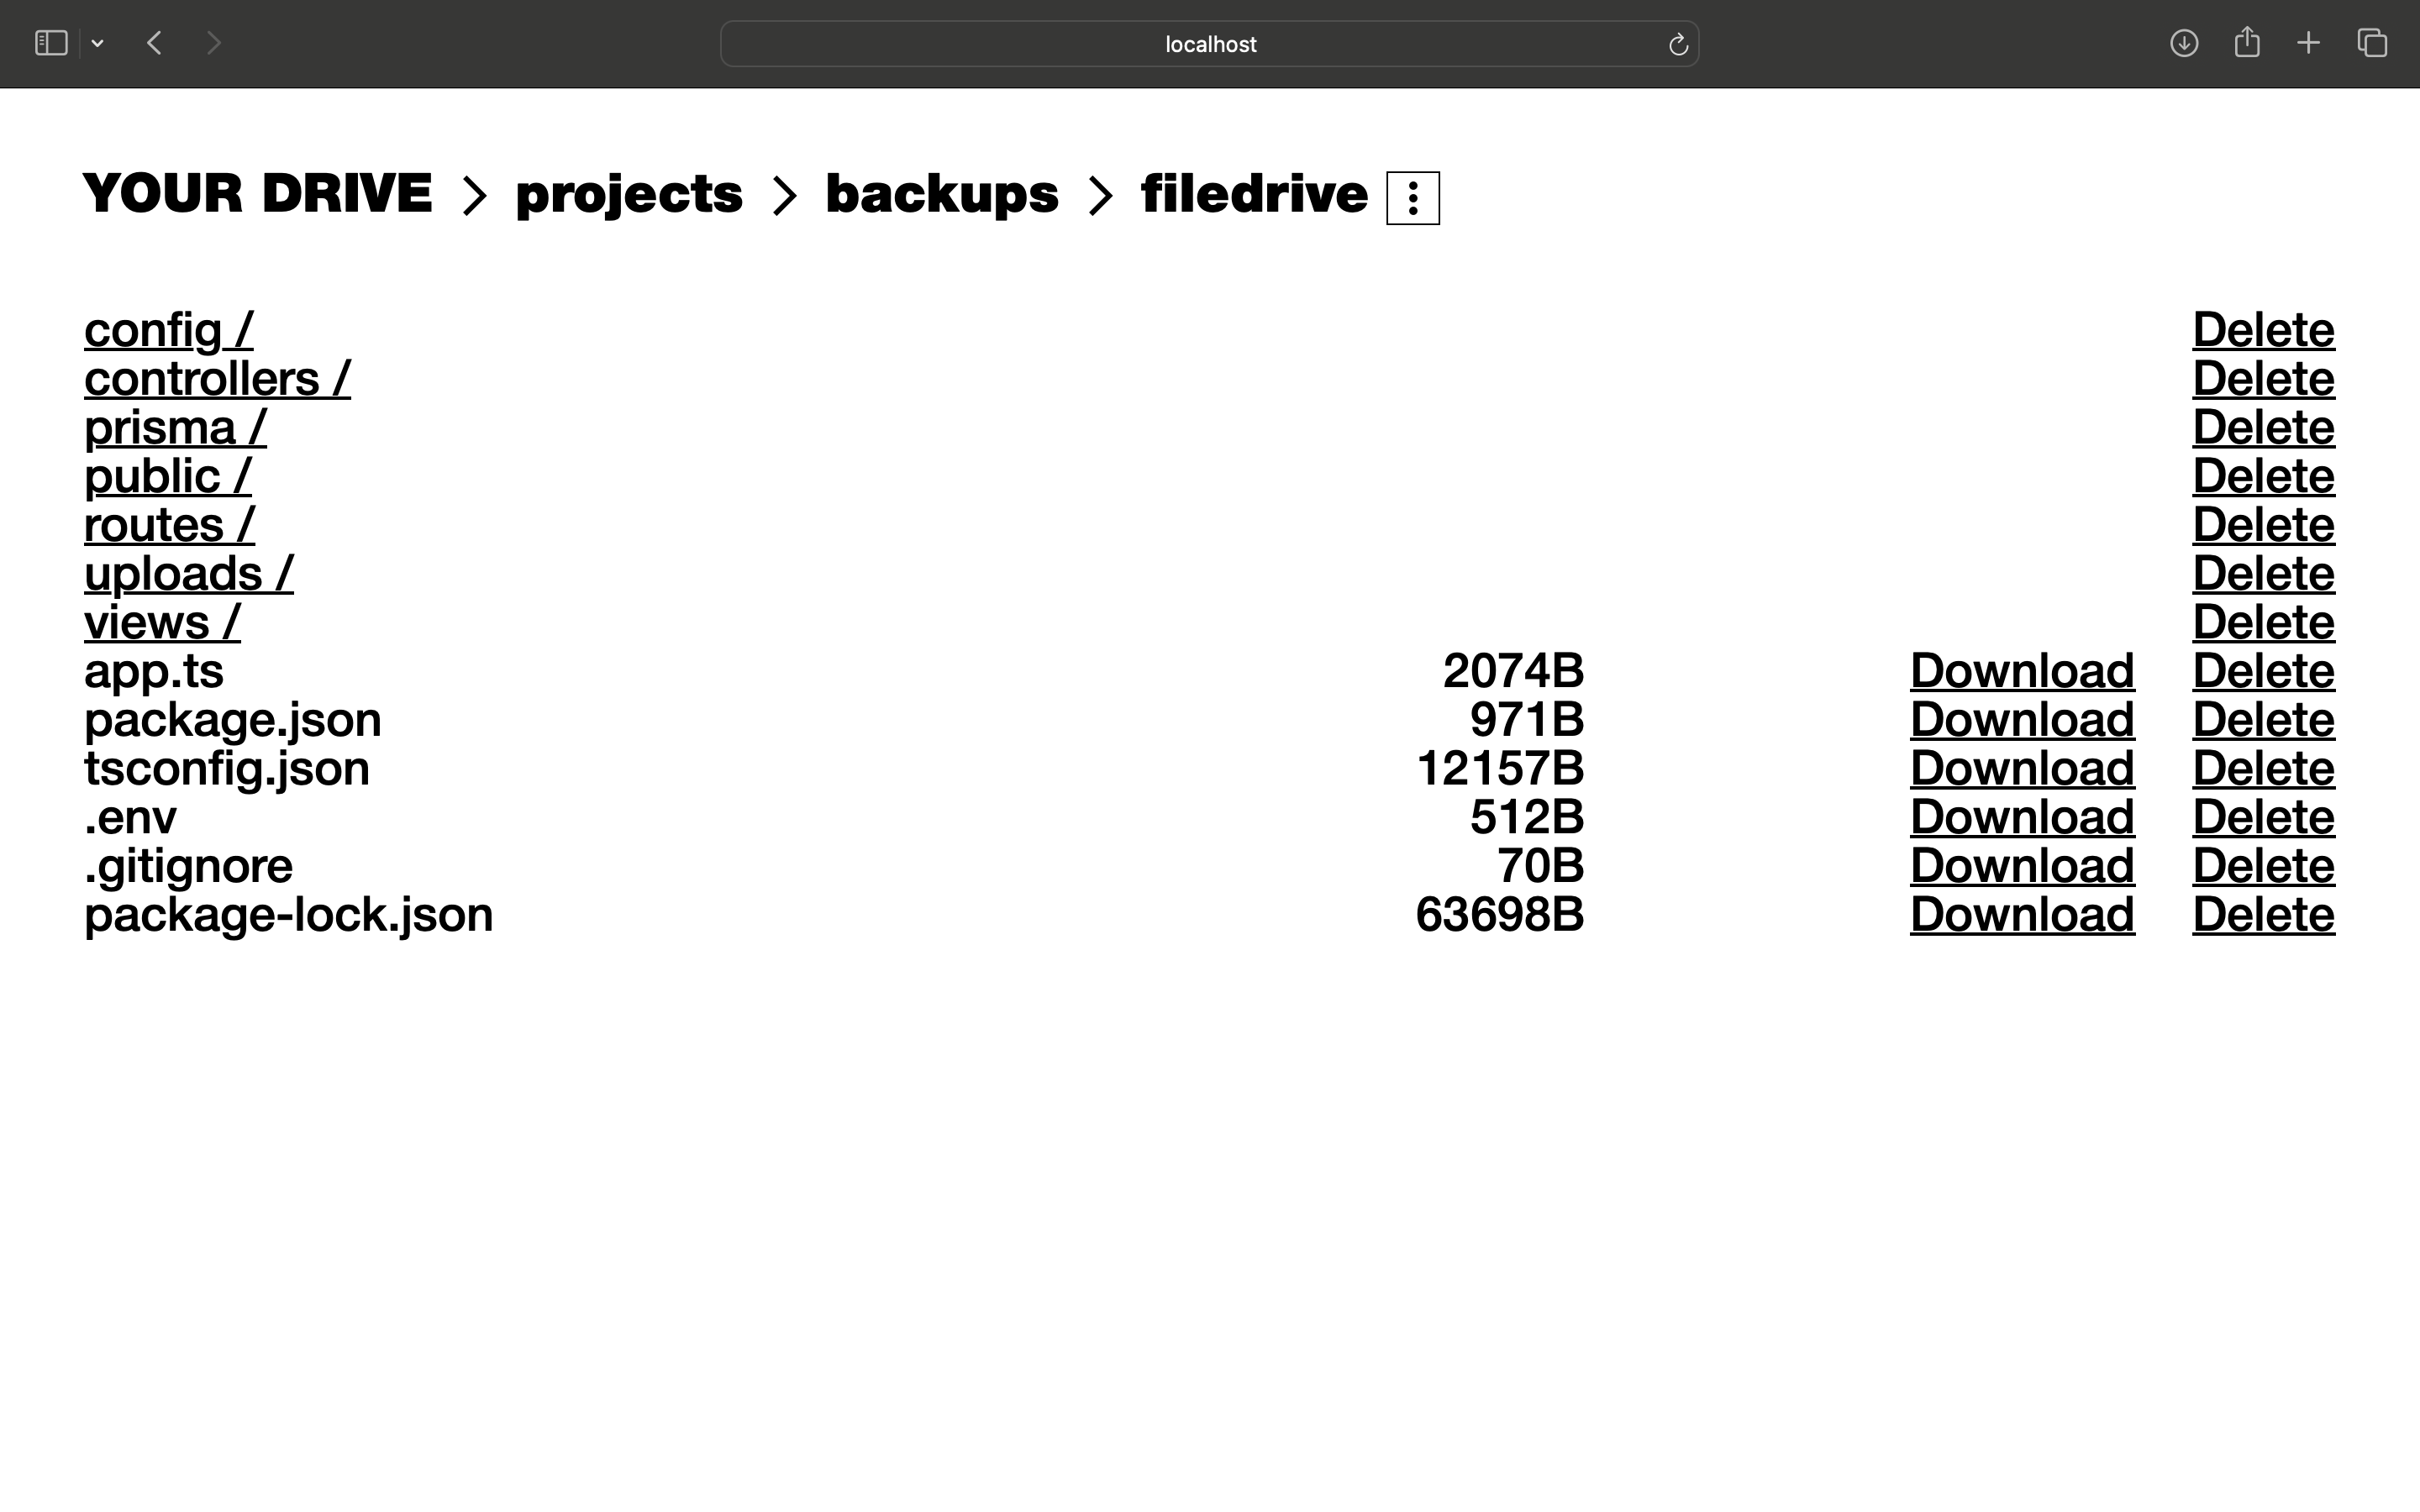 localhost
YOUR DRIVE > projects > backups > filedrive
config / Delete
controllers / Delete
prisma / Delete
public / Delete
routes / Delete
uploads / Delete
views / Delete
app.ts 2074B Download Delete
package.json 971B Download Delete
tsconfig.json 12157B Download Delete
.env 512B Download Delete
.gitignore 70B Download Delete
package-lock.json 63698B Download Delete